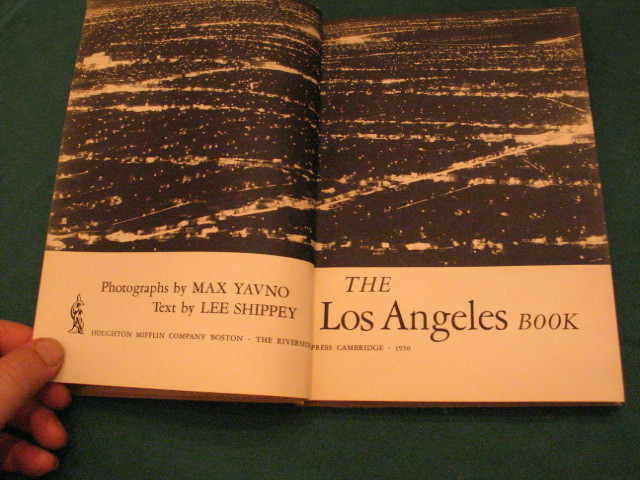 Photographs by MAX YAVNO
Text by LEE SHIPPEY
THE
Los Angeles BOOK
HOUGHTON MIFFLIN COMPANY BOSTON · THE RIVERSIDE PRESS CAMBRIDGE · 1950